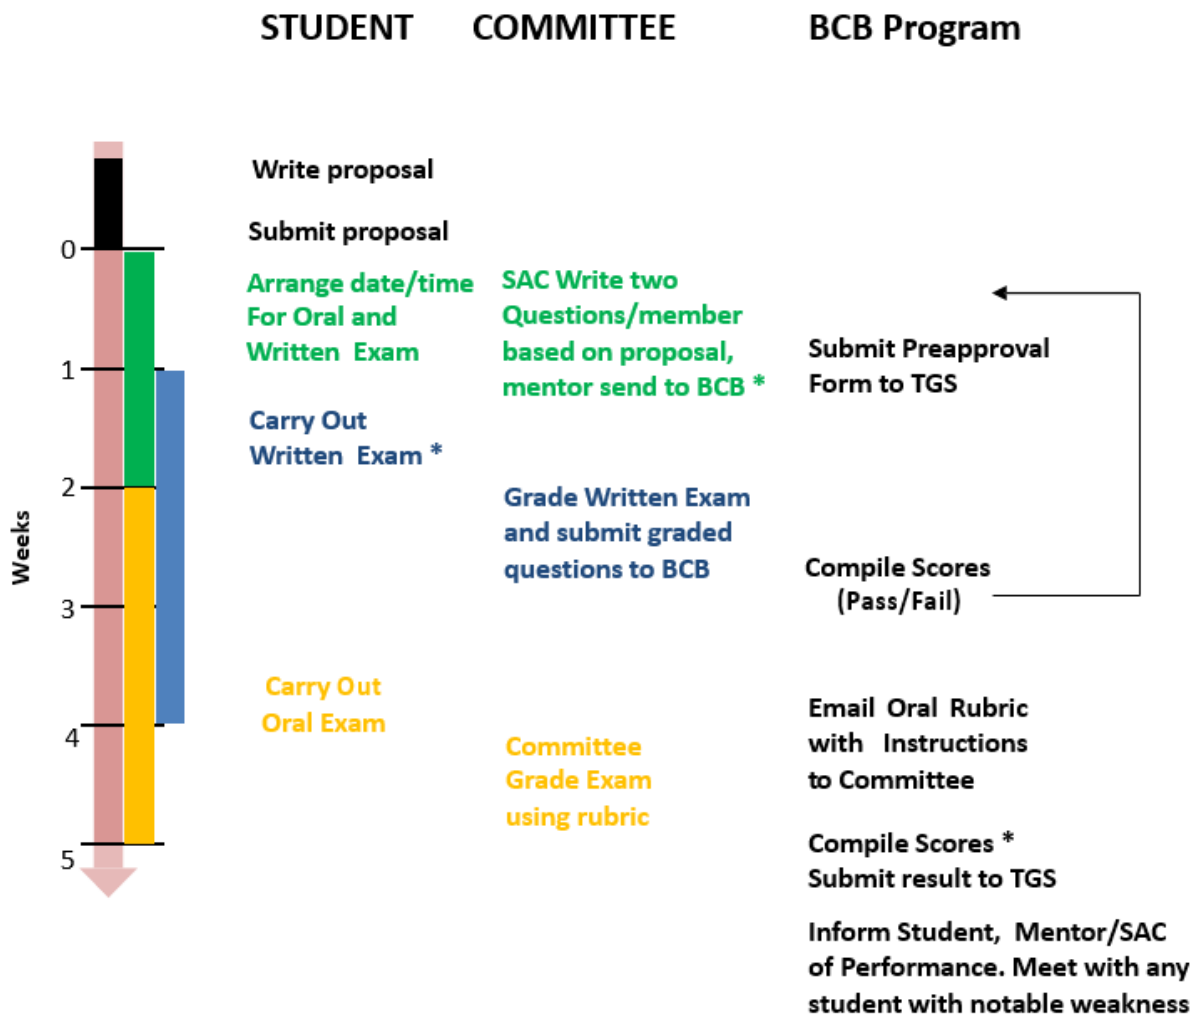 STUDENT
COMMITTEE
BCB Program
Write proposal
Submit proposal
0
Arrange date/time
For Oral and
Written Exam
SAC Write two
Questions/member
based on proposal,
mentor send to BCB *
Submit Preapproval
Form to TGS
1
Carry Out
Written Exam *
2
Grade Written Exam
and submit graded
questions to BCB
Weeks
Compile Scores
(Pass/Fail)
3
Carry Out
Oral Exam
4
Committee
Grade Exam
using rubric
Email Oral Rubric
with Instructions
to Committee
5
Compile Scores *
Submit result to TGS
Inform Student, Mentor/SAC
of Performance. Meet with any
student with notable weakness